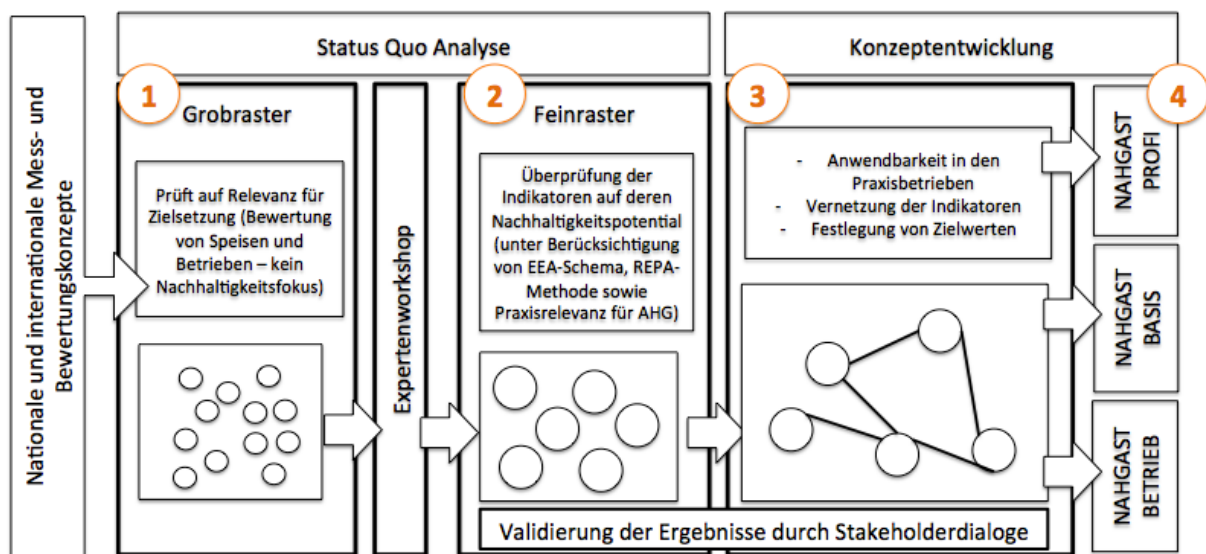 Nationale und internationale Mess- und
Bewertungskonzepte
Status Quo Analyse
Konzeptentwicklung
1
Grobraster
Prüft auf Relevanz für
Zielsetzung (Bewertung
von Speisen und
Betrieben – kein
Nachhaltigkeitsfokus)
Expertenworkshop
2
Feinraster
Überprüfung der
Indikatoren auf deren
Nachhaltigkeitspotential
(unter Berücksichtigung
von EEA-Schema, REPA-
Methode sowie
Praxisrelevanz für AHG)
3
- Anwendbarkeit in den
Praxisbetrieben
- Vernetzung der Indikatoren
- Festlegung von Zielwerten
4
NAHGAST
PROFI
NAHGAST
BASIS
NAHGAST
BETRIEB
Validierung der Ergebnisse durch Stakeholderdialoge